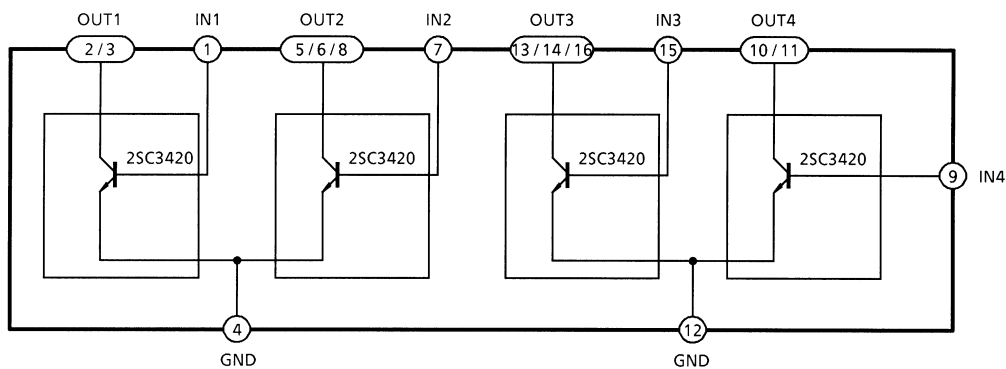 OUT1 IN1 OUT2 IN2 OUT3 IN3 OUT4
2 / 3 1 5 / 6 / 8 7 13 / 14 / 16 15 10 / 11
2SC3420 2SC3420 2SC3420 2SC3420
9 IN4
4 12
GND GND